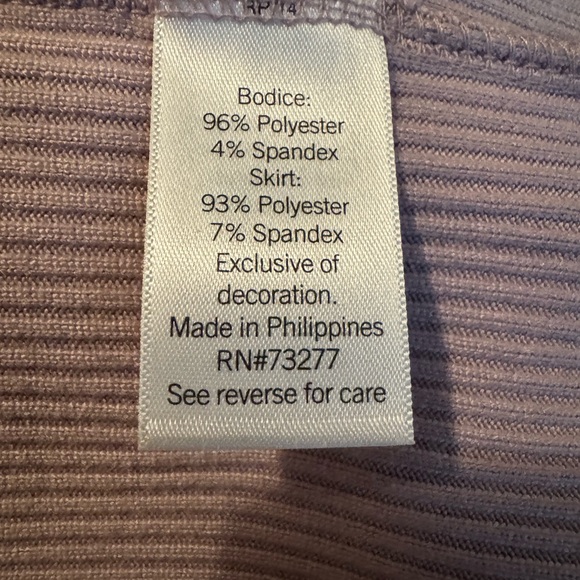 Bodice:
96% Polyester
4% Spandex
Skirt:
93% Polyester
7% Spandex
Exclusive of
decoration.
Made in Philippines
RN#73277
See reverse for care